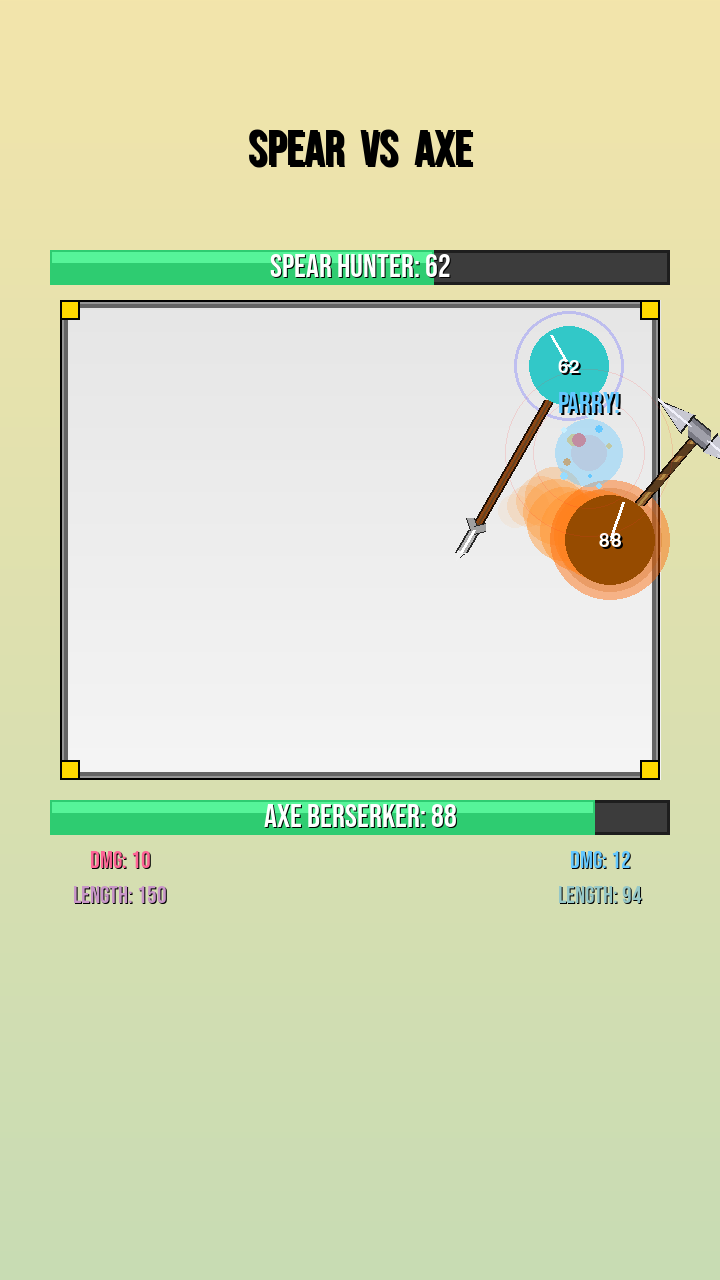 SPEAR VS AXE
SPEAR HUNTER: 62
62
PARRY!
88
AXE BERSERKER: 88
DMG: 10
DMG: 12
LENGTH: 150
LENGTH: 94